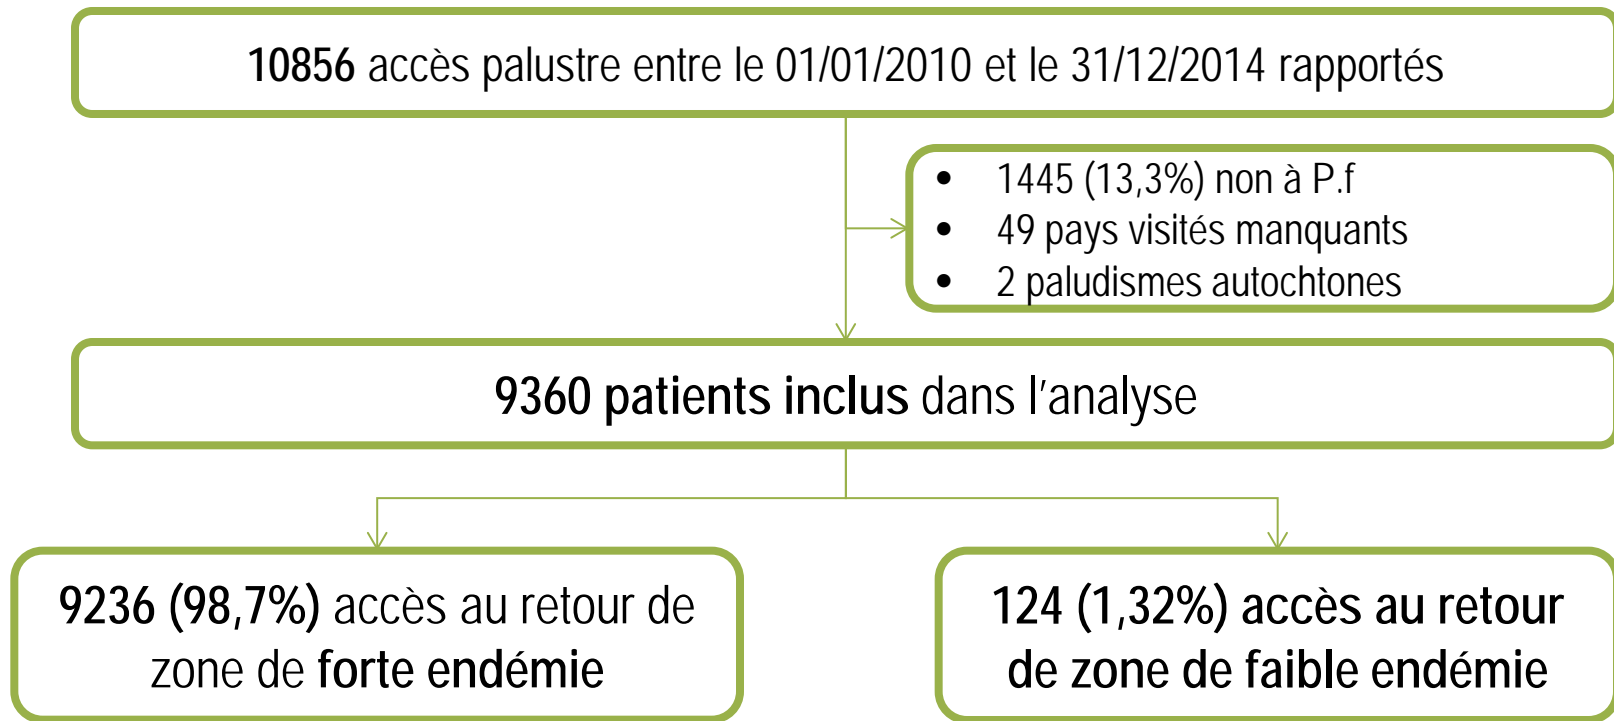 10856 accès palustre entre le 01/01/2010 et le 31/12/2014 rapportés
• 1445 (13,3%) non à P.f
• 49 pays visités manquants
• 2 paludismes autochtones
9360 patients inclus dans l'analyse
9236 (98,7%) accès au retour de
zone de forte endémie
124 (1,32%) accès au retour
de zone de faible endémie